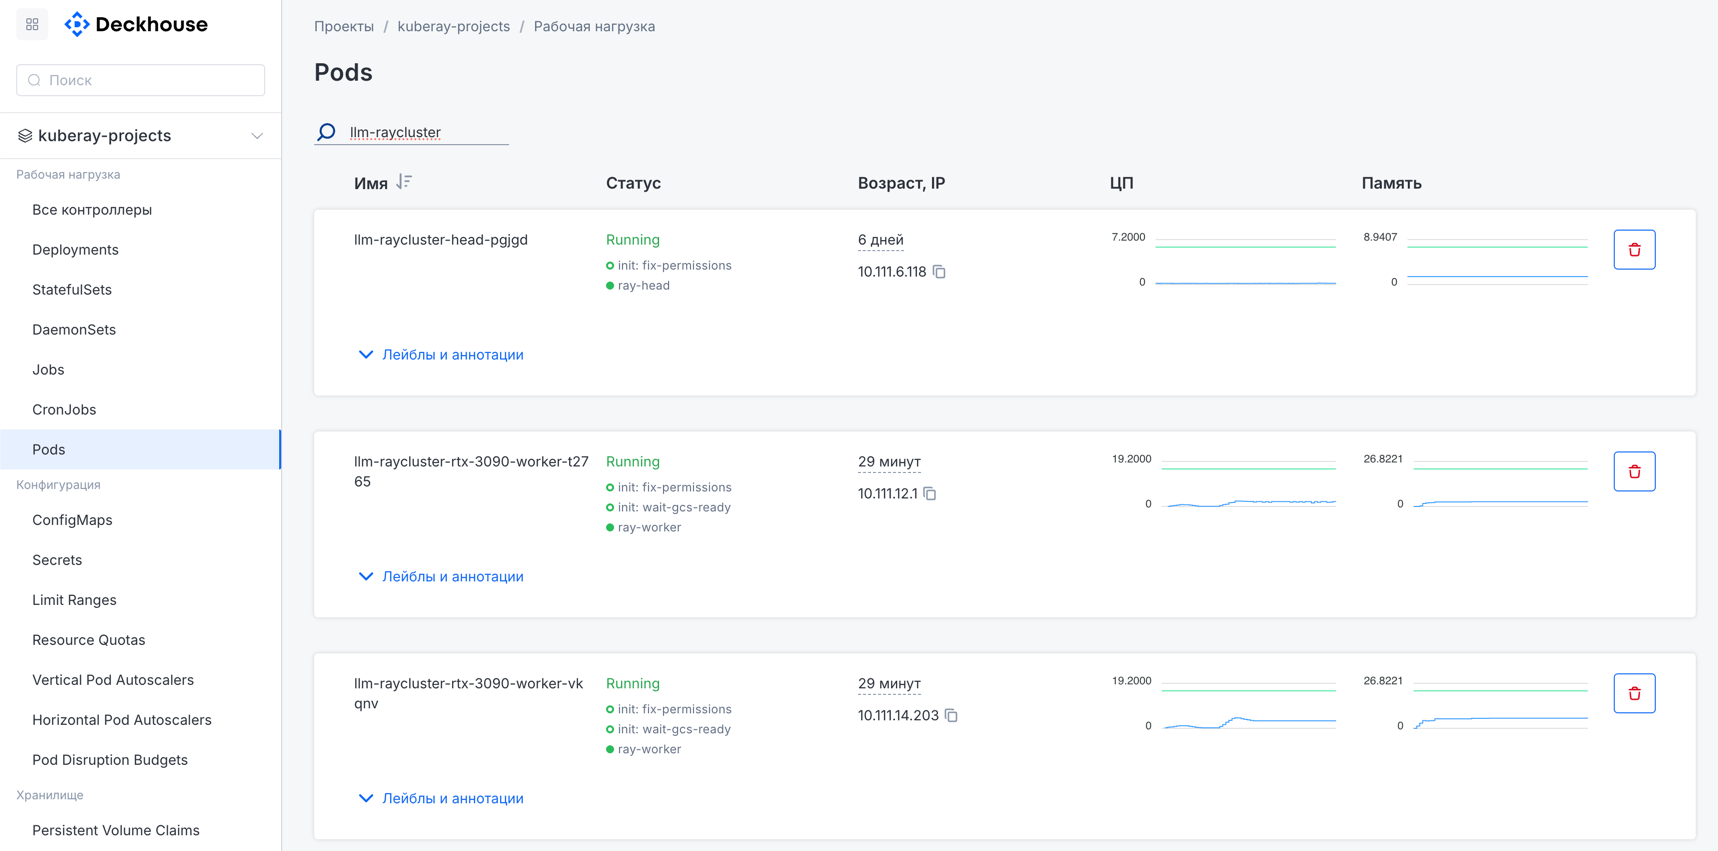 Deckhouse
Поиск
kuberay-projects
Рабочая нагрузка
Все контроллеры
Deployments
StatefulSets
DaemonSets
Jobs
CronJobs
Pods
Конфигурация
ConfigMaps
Secrets
Limit Ranges
Resource Quotas
Vertical Pod Autoscalers
Horizontal Pod Autoscalers
Pod Disruption Budgets
Хранилище
Persistent Volume Claims
Проекты / kuberay-projects / Рабочая нагрузка
Pods
llm-raycluster
Имя Статус Возраст, IP ЦП Память
llm-raycluster-head-pgjgd
Running
init: fix-permissions
ray-head
6 дней
10.111.6.118
7.2000
0
8.9407
0
Лейблы и аннотации
llm-raycluster-rtx-3090-worker-t27
65
Running
init: fix-permissions
init: wait-gcs-ready
ray-worker
29 минут
10.111.12.1
19.2000
0
26.8221
0
Лейблы и аннотации
llm-raycluster-rtx-3090-worker-vk
qnv
Running
init: fix-permissions
init: wait-gcs-ready
ray-worker
29 минут
10.111.14.203
19.2000
0
26.8221
0
Лейблы и аннотации